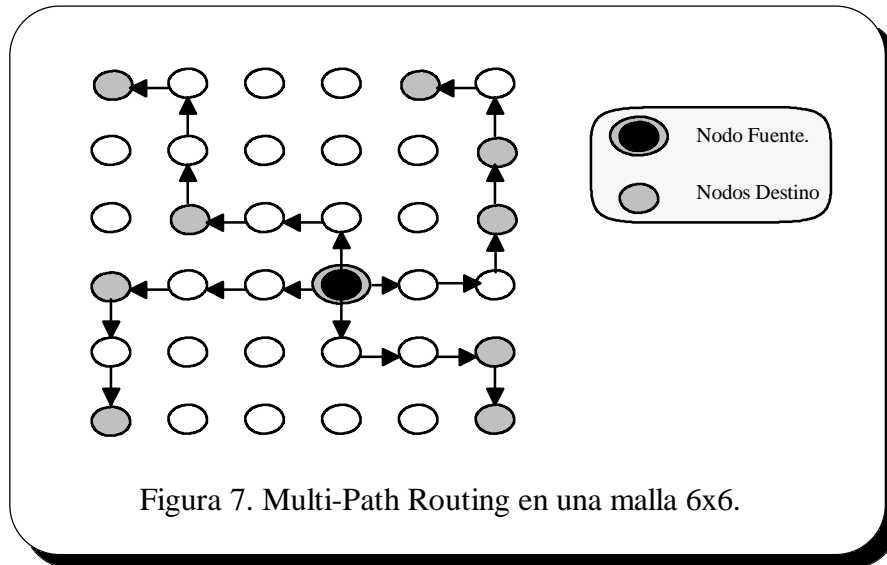 Nodo Fuente.
Nodos Destino
Figura 7. Multi-Path Routing en una malla 6x6.